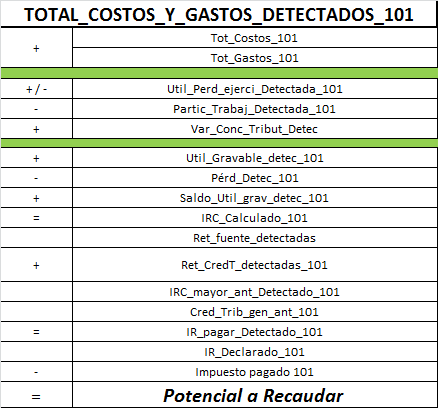 TOTAL_COSTOS_Y_GASTOS_DETECTADOS_101
+ Tot_Costos_101
Tot_Gastos_101
+ / - Util_Perd_ejerci_Detectada_101
- Partic_Trabaj_Detectada_101
+ Var_Conc_Tribut_Detec
+ Util_Gravable_detec_101
- Pérd_Detec_101
+ Saldo_Util_grav_detec_101
= IRC_Calculado_101
Ret_fuente_detectadas
+ Ret_CredT_detectadas_101
IRC_mayor_ant_Detectado_101
Cred_Trib_gen_ant_101
= IR_pagar_Detectado_101
IR_Declarado_101
- Impuesto pagado 101
= Potencial a Recaudar